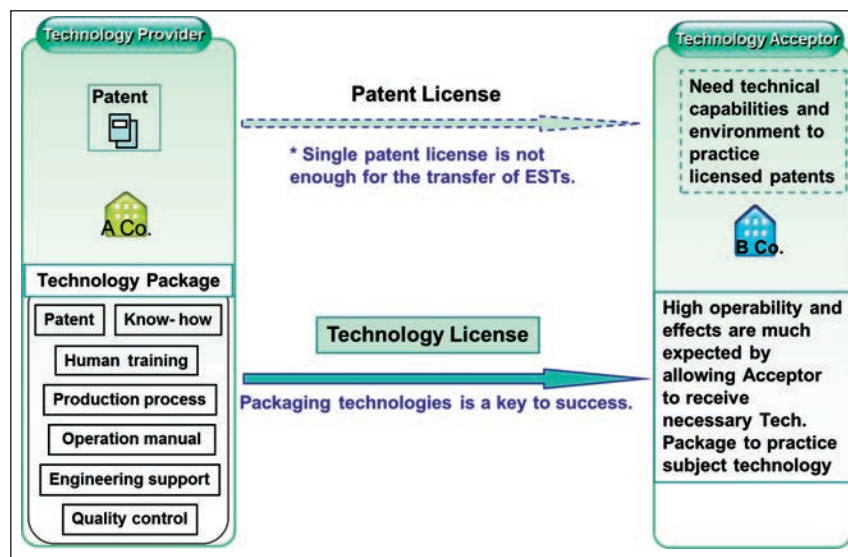 Technology Provider
Patent
A Co.
Technology Package
Patent
Know- how
Human training
Production process
Operation manual
Engineering support
Quality control
Patent License
* Single patent license is not
enough for the transfer of ESTs.
Technology License
Packaging technologies is a key to success.
Technology Acceptor
Need technical
capabilities and
environment to
practice
licensed patents
B Co.
High operability and
effects are much
expected by
allowing Acceptor
to receive
necessary Tech.
Package to practice
subject technology